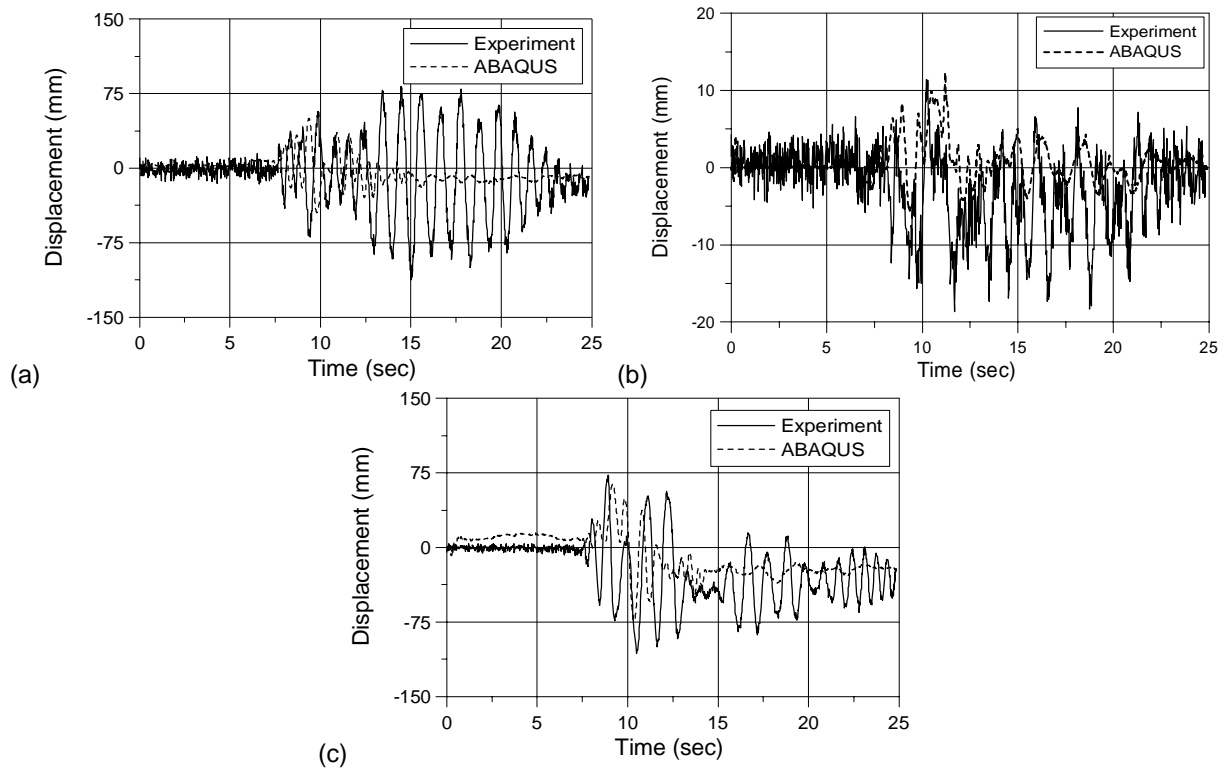 150
75
0
-75
-150
Displacement (mm)
Experiment
ABAQUS
0 5 10 15 20 25
Time (sec)
(a)
20
10
0
-10
-20
Displacement (mm)
Experiment
ABAQUS
0 5 10 15 20 25
Time (sec)
(b)
150
75
0
-75
-150
Displacement (mm)
Experiment
ABAQUS
0 5 10 15 20 25
Time (sec)
(c)